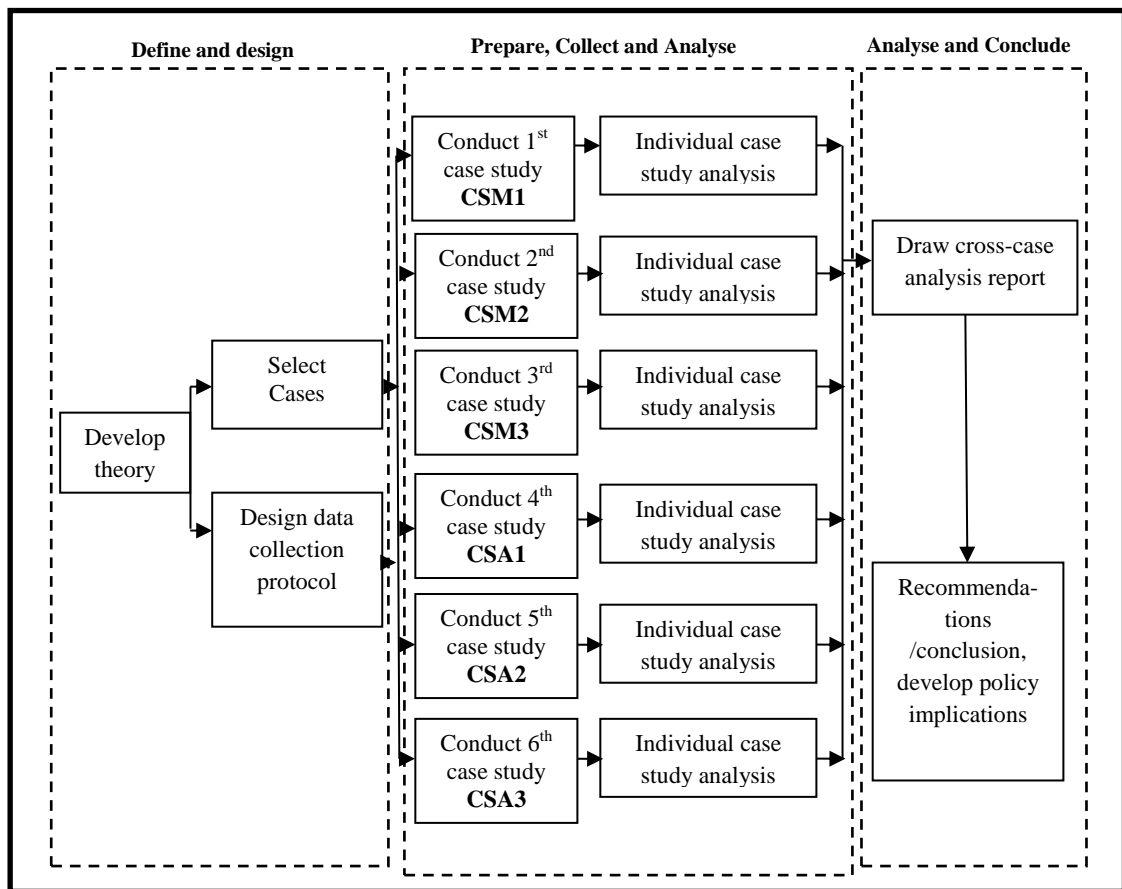 Define and design
Prepare, Collect and Analyse
Analyse and Conclude
Develop
theory
Select
Cases
Design data
collection
protocol
Conduct 1st
case study
CSM1
Individual case
study analysis
Conduct 2nd
case study
CSM2
Individual case
study analysis
Conduct 3rd
case study
CSM3
Individual case
study analysis
Conduct 4th
case study
CSA1
Individual case
study analysis
Conduct 5th
case study
CSA2
Individual case
study analysis
Conduct 6th
case study
CSA3
Individual case
study analysis
Draw cross-case
analysis report
Recommenda-
tions
/conclusion,
develop policy
implications